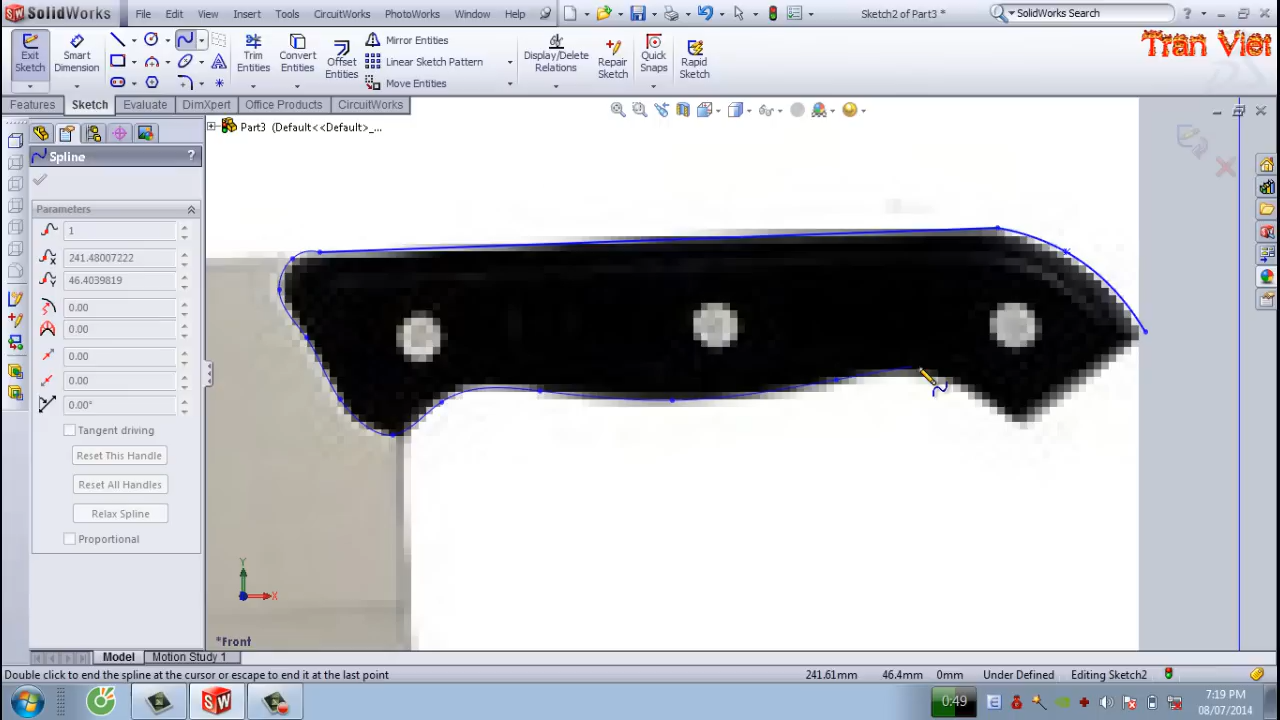 SolidWorks
File Edit View Insert Tools CircuitWorks PhotoWorks Window Help
Sketch2 of Part3 *
SolidWorks Search
Tran Viet
Exit Sketch
Smart Dimension
Trim Entities
Convert Entities
Offset Entities
Mirror Entities
Linear Sketch Pattern
Move Entities
Display/Delete Relations
Repair Sketch
Quick Snaps
Rapid Sketch
Features Sketch Evaluate DimXpert Office Products CircuitWorks
Part3 (Default<<Default>_...
Spline ?
Parameters
1
241.48007222
46.4039819
0.00
0.00
0.00
0.00
0.00°
Tangent driving
Reset This Handle
Reset All Handles
Relax Spline
Proportional
Y
X
*Front
Model Motion Study 1
Double click to end the spline at the cursor or escape to end it at the last point
241.61mm 46.4mm 0mm Under Defined Editing Sketch2
0:49
7:19 PM
08/07/2014